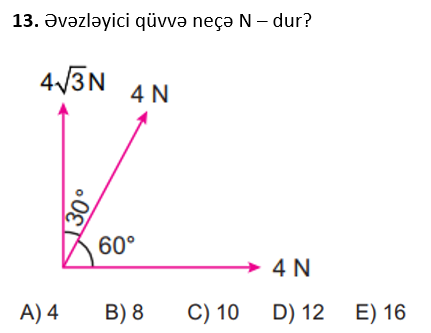 13. Əvəzləyici qüvvə neçə N – dur?
4√3 N
4 N
30°
60°
4 N
A) 4 B) 8 C) 10 D) 12 E) 16